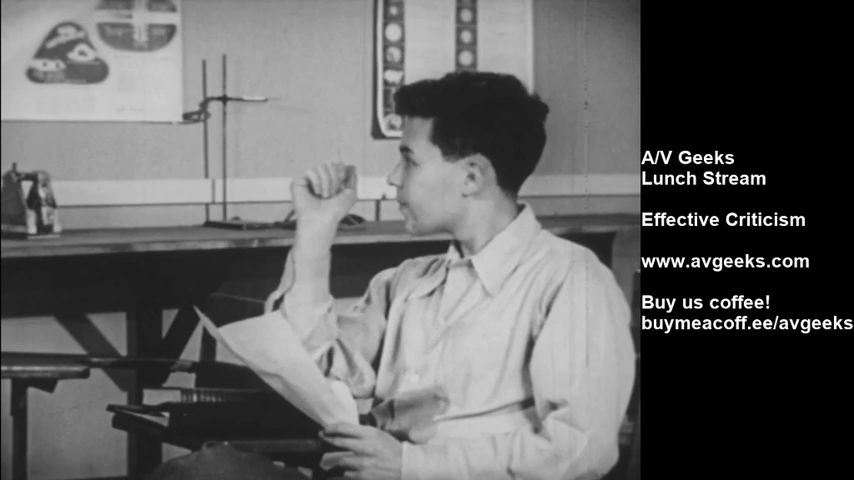 A/V Geeks
Lunch Stream
Effective Criticism
www.avgeeks.com
Buy us coffee!
buymeacoff.ee/avgeeks